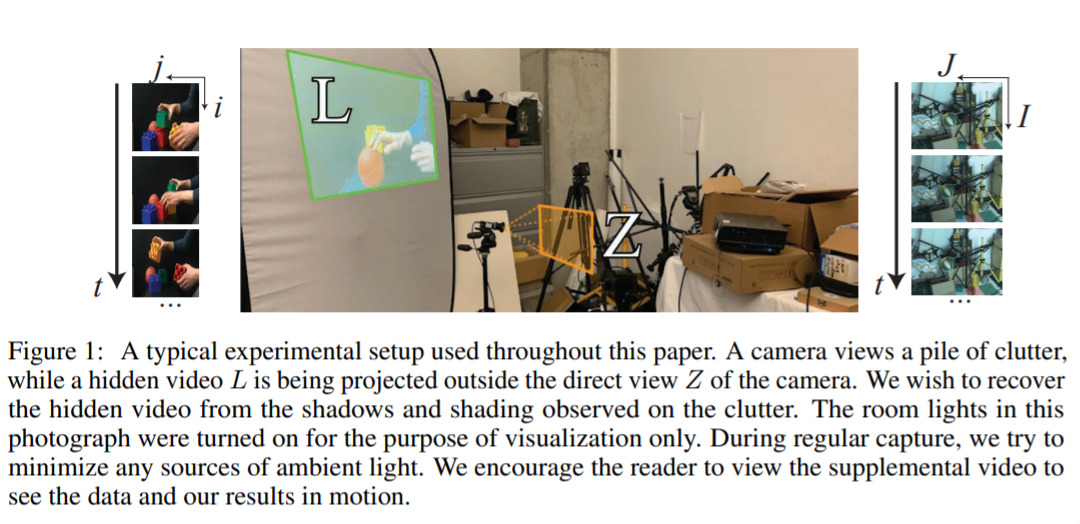 j
i
t
...
L
Z
J
I
t
...
Figure 1: A typical experimental setup used throughout this paper. A camera views a pile of clutter,
while a hidden video L is being projected outside the direct view Z of the camera. We wish to recover
the hidden video from the shadows and shading observed on the clutter. The room lights in this
photograph were turned on for the purpose of visualization only. During regular capture, we try to
minimize any sources of ambient light. We encourage the reader to view the supplemental video to
see the data and our results in motion.